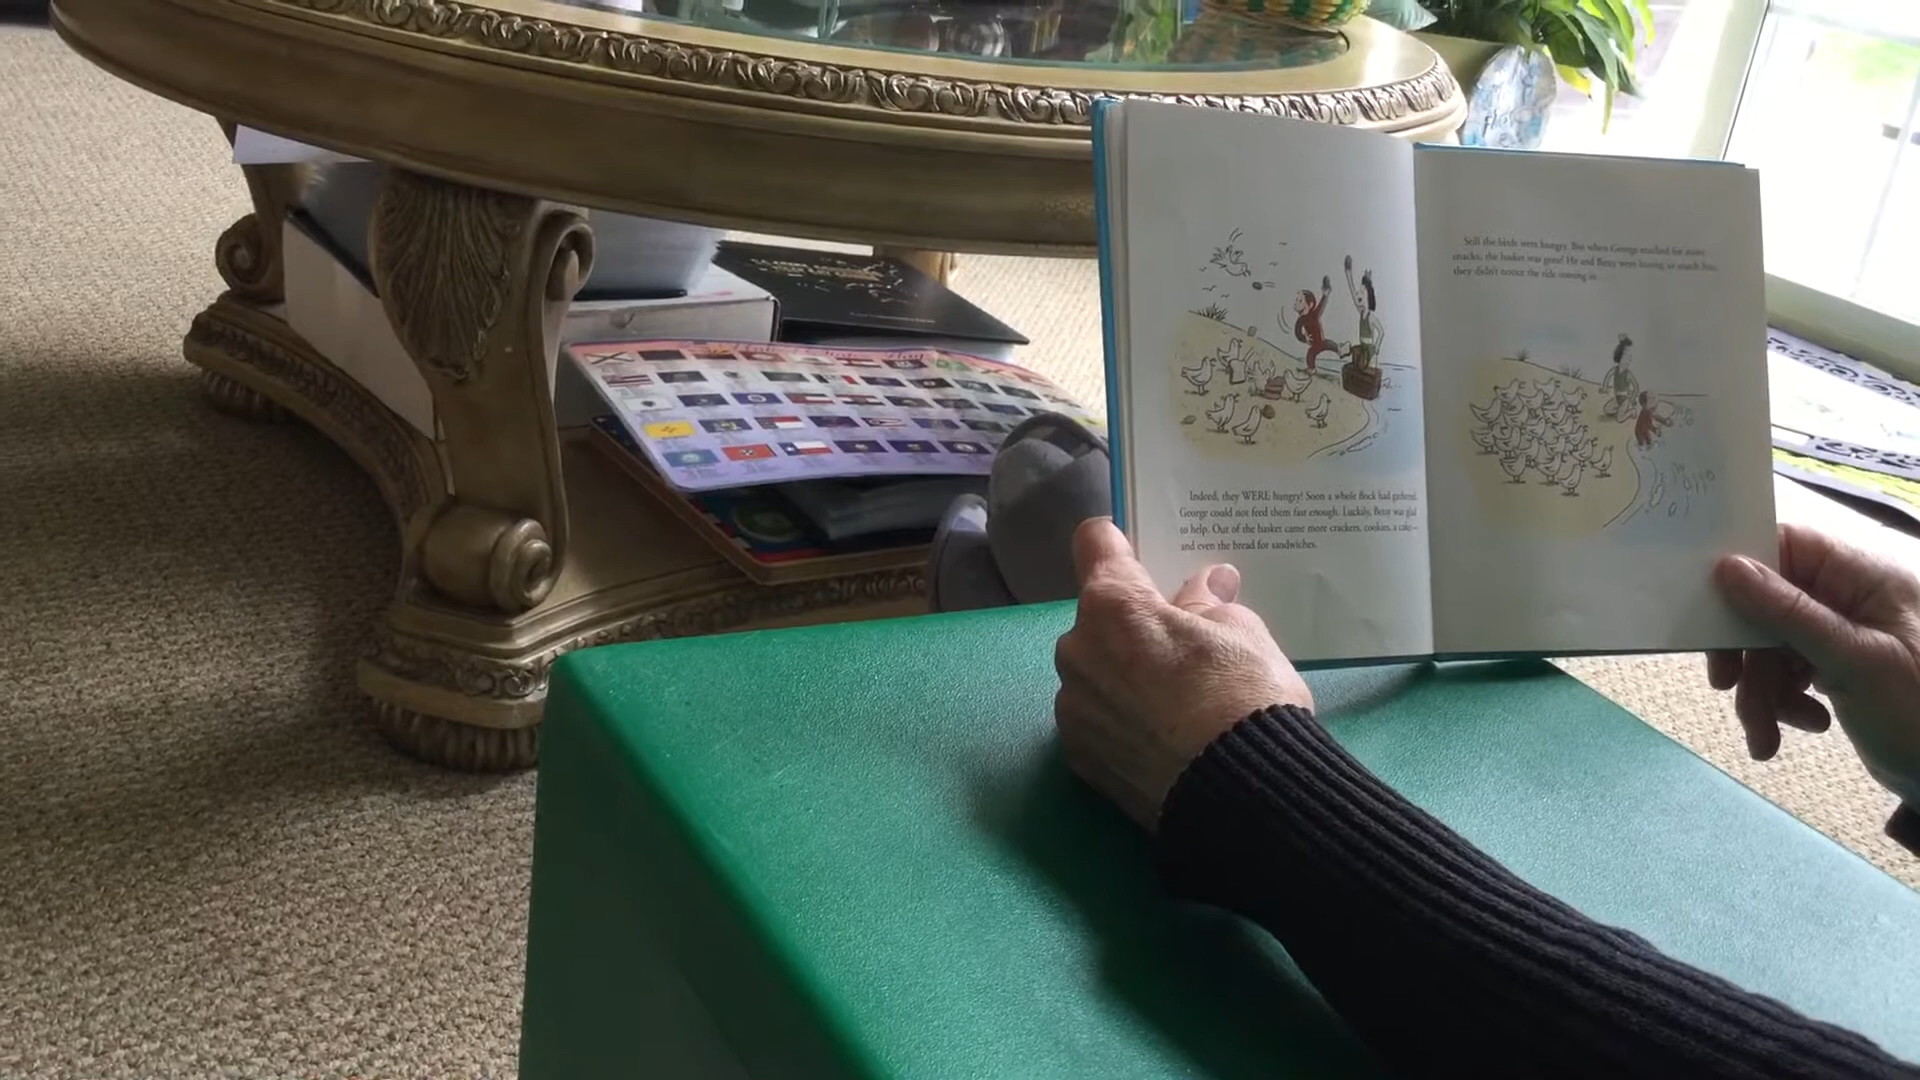 Indeed, they WERE hungry! Soon a whole flock had gathered.
George could not feed them fast enough. Luckily, Betsy was glad
to help. Out of the basket came more crackers, cookies, a cake—
and even the bread for sandwiches.
Still the birds were hungry. But when George reached for more
snacks, the basket was gone! He and Betsy were having so much fun,
they didn't notice the tide coming in.